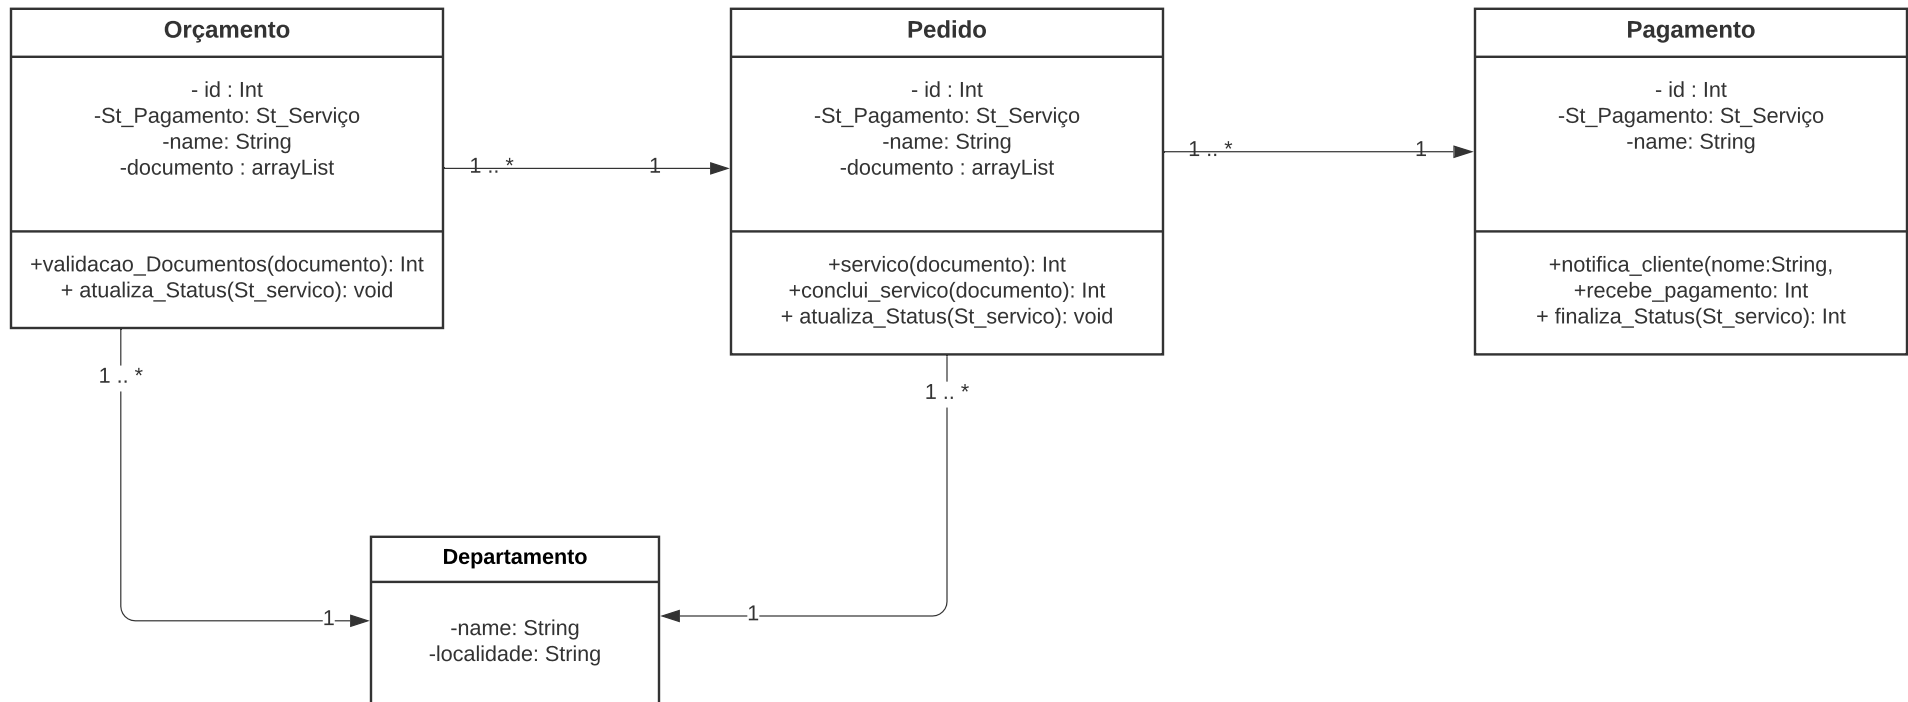 Orçamento
- id : Int
-St_Pagamento: St_Serviço
-name: String
-documento : arrayList
+validacao_Documentos(documento): Int
+ atualiza_Status(St_servico): void
1 .. *
1
Pedido
- id : Int
-St_Pagamento: St_Serviço
-name: String
-documento : arrayList
+servico(documento): Int
+conclui_servico(documento): Int
+ atualiza_Status(St_servico): void
1 .. *
1
Pagamento
- id : Int
-St_Pagamento: St_Serviço
-name: String
+notifica_cliente(nome:String,
+recebe_pagamento: Int
+ finaliza_Status(St_servico): Int
1 .. *
1
1 .. *
1
Departamento
-name: String
-localidade: String